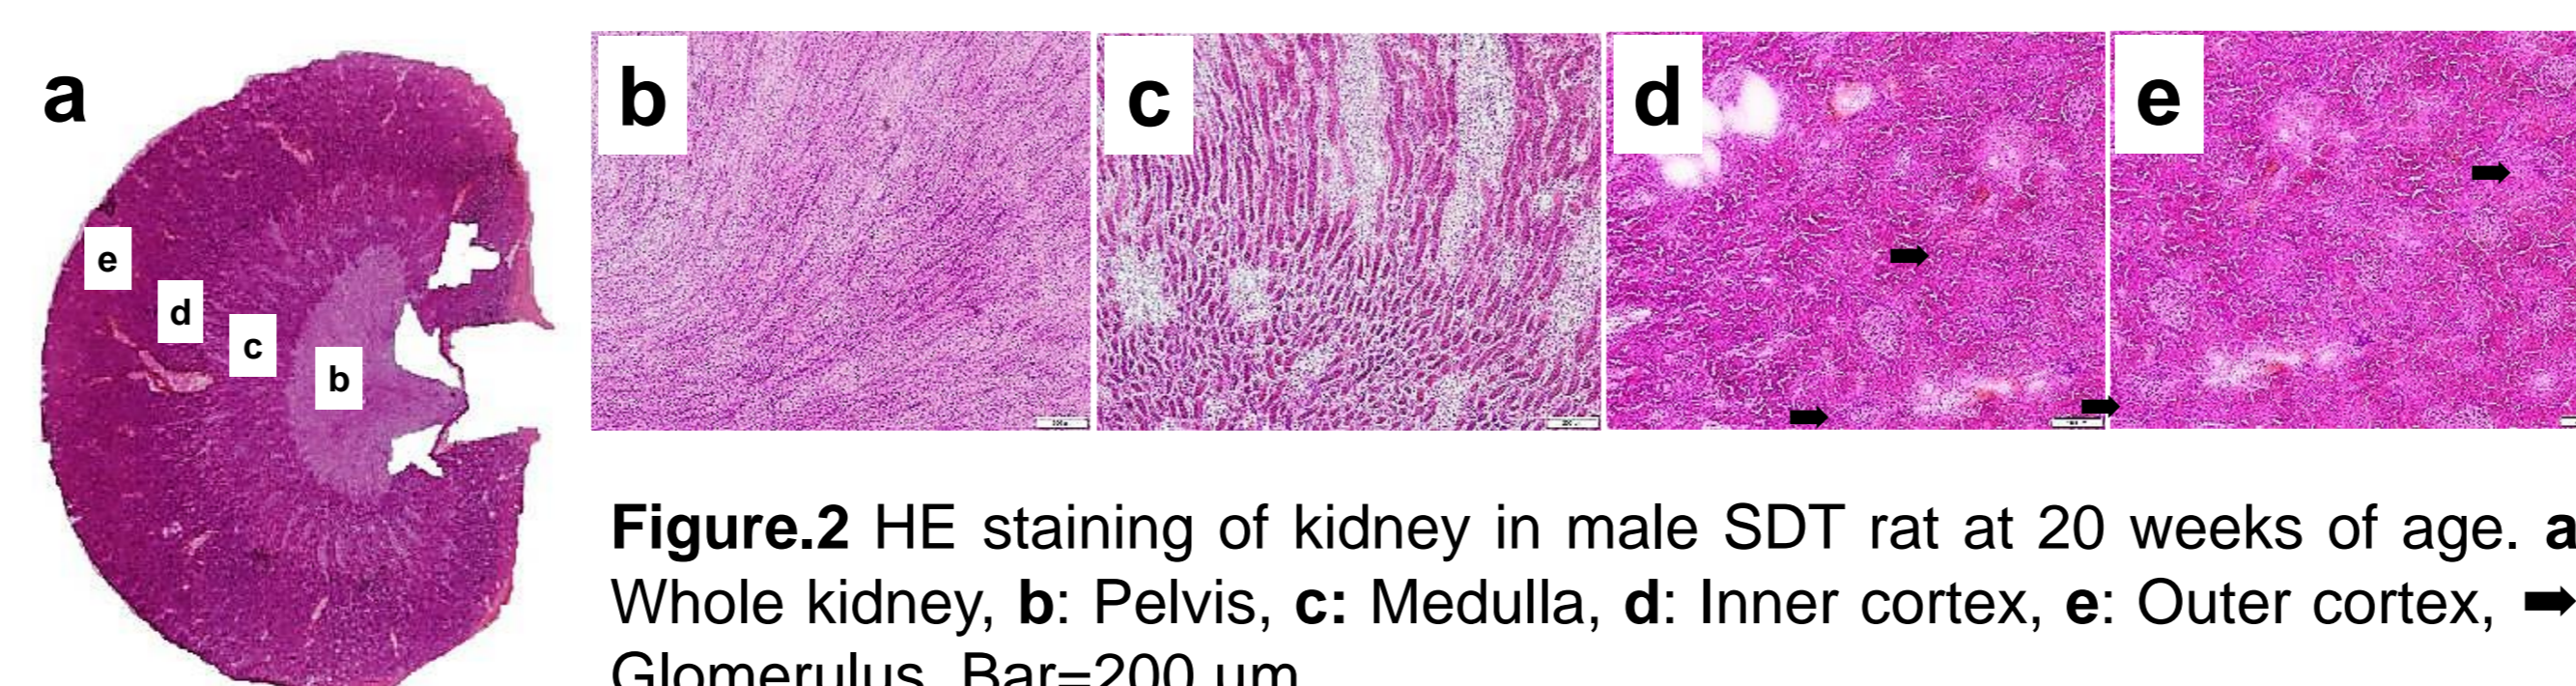 a
b
c
d
e
e
d
c
b
Figure.2 HE staining of kidney in male SDT rat at 20 weeks of age. a
Whole kidney, b: Pelvis, c: Medulla, d: Inner cortex, e: Outer cortex, ➡
Glomerulus. Bar=200 um